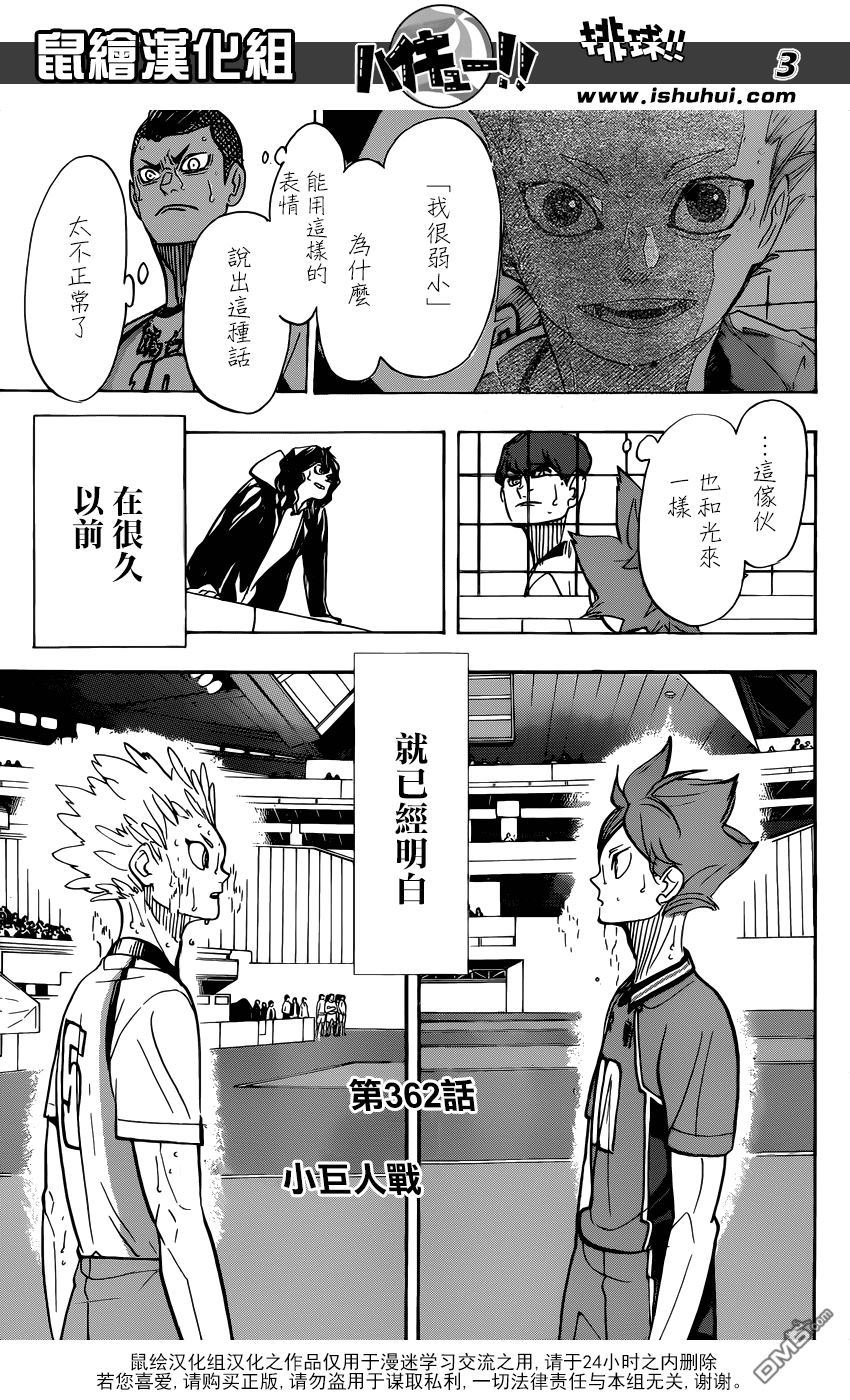 鼠繪漢化組
ハイキュー!!
排球!!
3
www.ishuhui.com
「我很弱小」
為什麼
能用這樣的
表情
說出這種話
太不正常了
…這傢伙
也和光來
一樣
在很久
以前
就已經明白
5
第362話
小巨人戰
鼠绘汉化组汉化之作品仅用于漫迷学习交流之用, 请于24小时之内删除
若您喜爱, 请购买正版, 请勿用于谋取私利, 一切法律责任与本组无关, 谢谢.
DM5.com